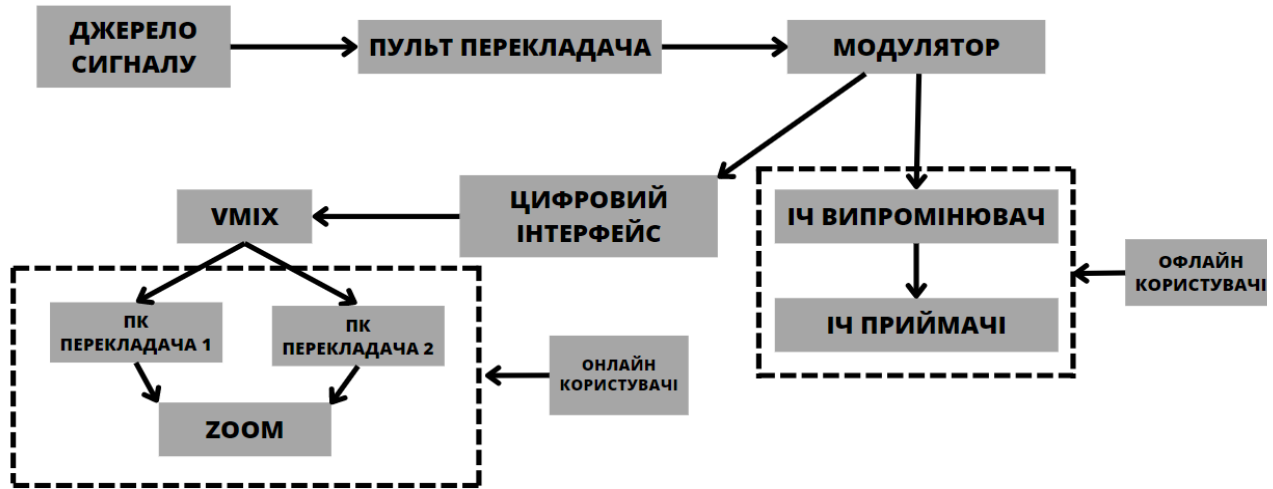 ДЖЕРЕЛО
СИГНАЛУ
ПУЛЬТ ПЕРЕКЛАДАЧА
МОДУЛЯТОР
VMIX
ЦИФРОВИЙ
ІНТЕРФЕЙС
ІЧ ВИПРОМІНЮВАЧ
ОФЛАЙН
КОРИСТУВАЧІ
ІЧ ПРИЙМАЧІ
ПК
ПЕРЕКЛАДАЧА 1
ПК
ПЕРЕКЛАДАЧА 2
ОНЛАЙН
КОРИСТУВАЧІ
ZOOM